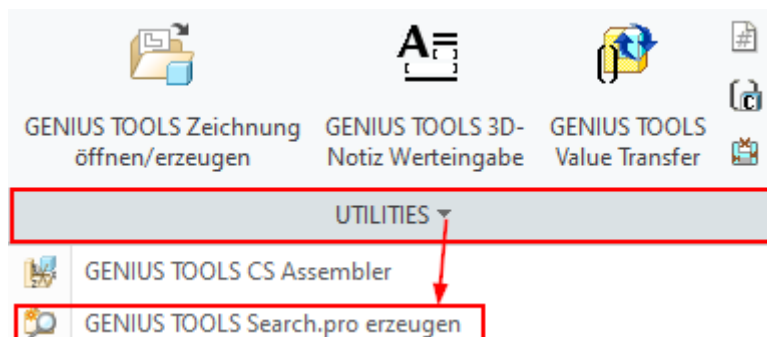 GENIUS TOOLS Zeichnung öffnen/erzeugen
GENIUS TOOLS 3D-Notiz Werteingabe
GENIUS TOOLS Value Transfer
UTILITIES
GENIUS TOOLS CS Assembler
GENIUS TOOLS Search.pro erzeugen